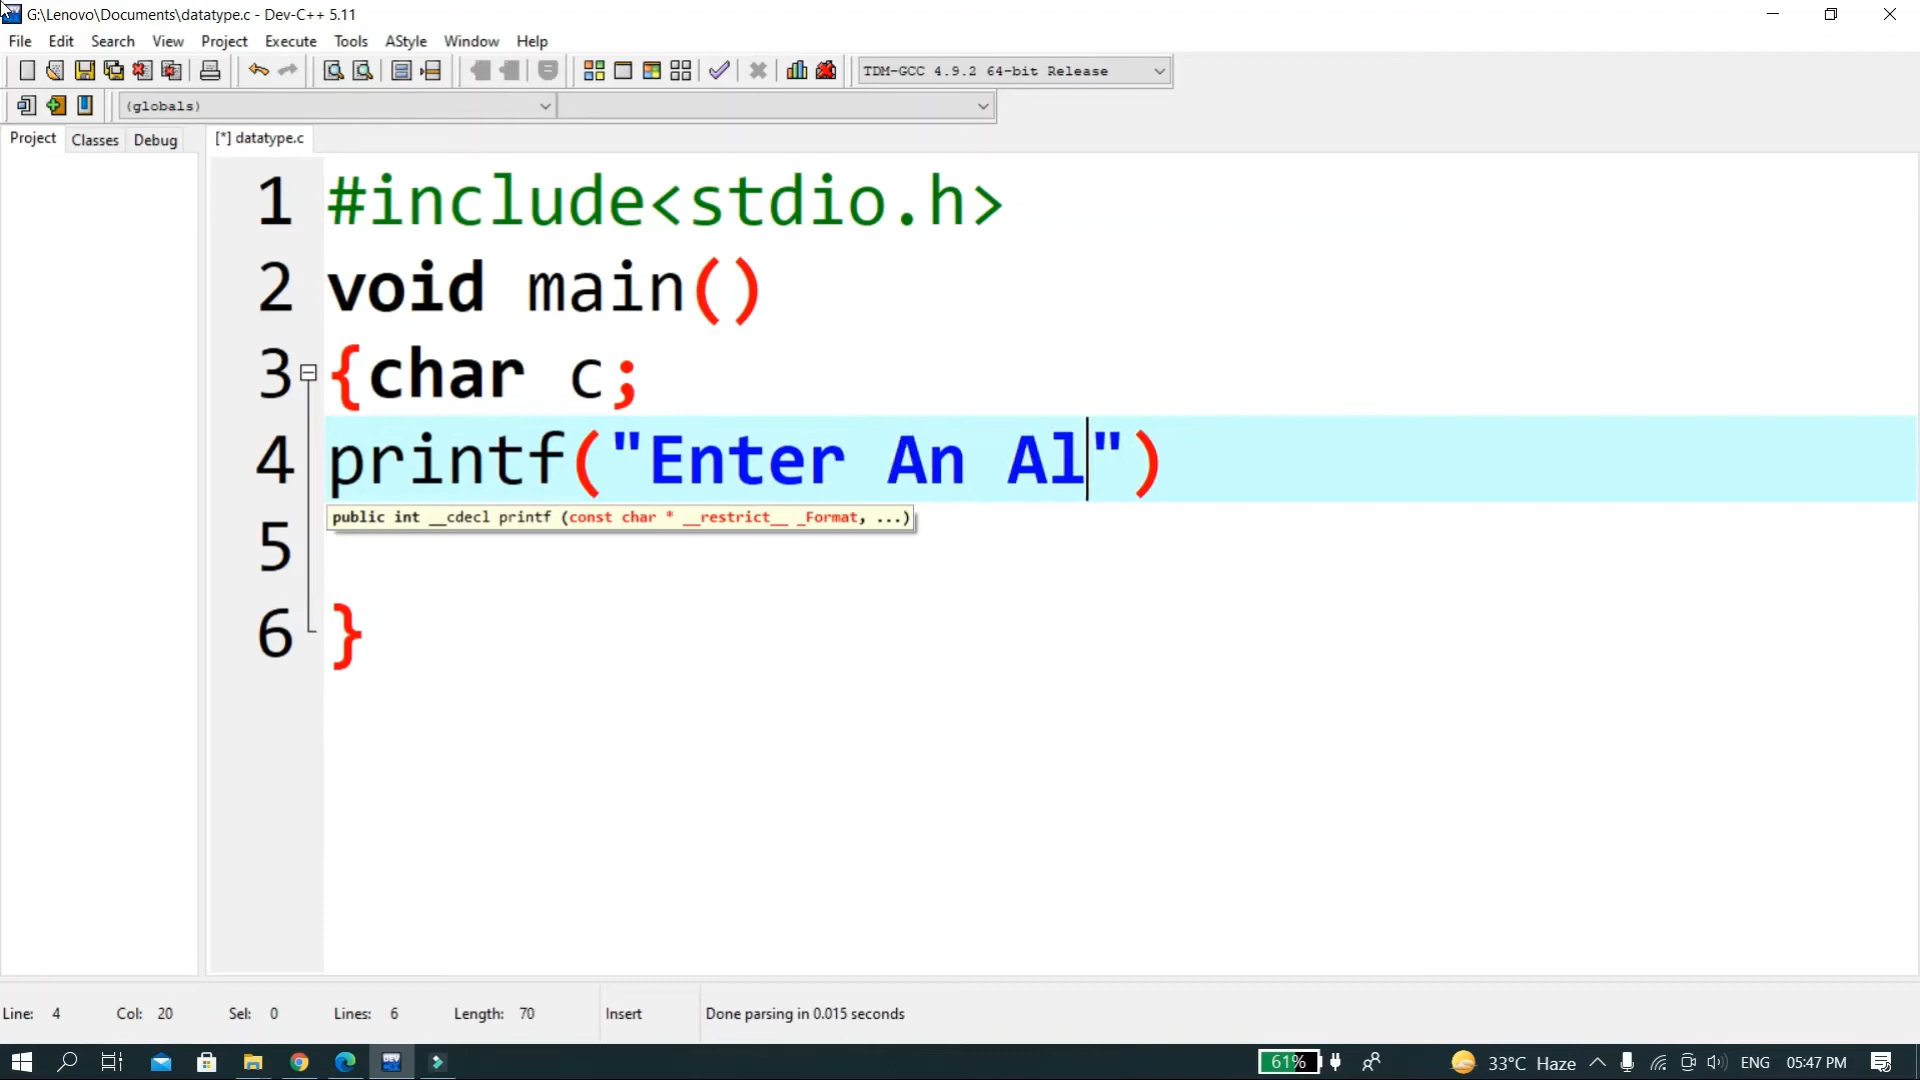 G:\Lenovo\Documents\datatype.c - Dev-C++ 5.11
File Edit Search View Project Execute Tools AStyle Window Help
TDM-GCC 4.9.2 64-bit Release
(globals)
Project Classes Debug [*] datatype.c
1 #include<stdio.h>
2 void main()
3 {char c;
4 printf("Enter An Al")
public int __cdecl printf (const char * __restrict__ _Format, ...)
5
6 }
Line: 4 Col: 20 Sel: 0 Lines: 6 Length: 70 Insert Done parsing in 0.015 seconds
DEV 61% 33°C Haze ENG 05:47 PM